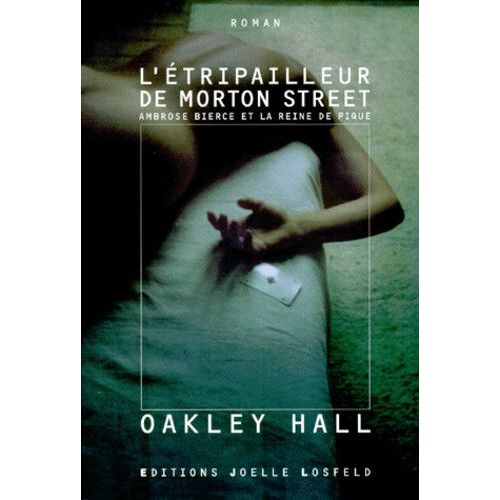 ROMAN
L'ÉTRIPAILLEUR
DE MORTON STREET
AMBROSE BIERCE ET LA REINE DE PIQUE
OAKLEY HALL
EDITIONS JOELLE LOSFELD